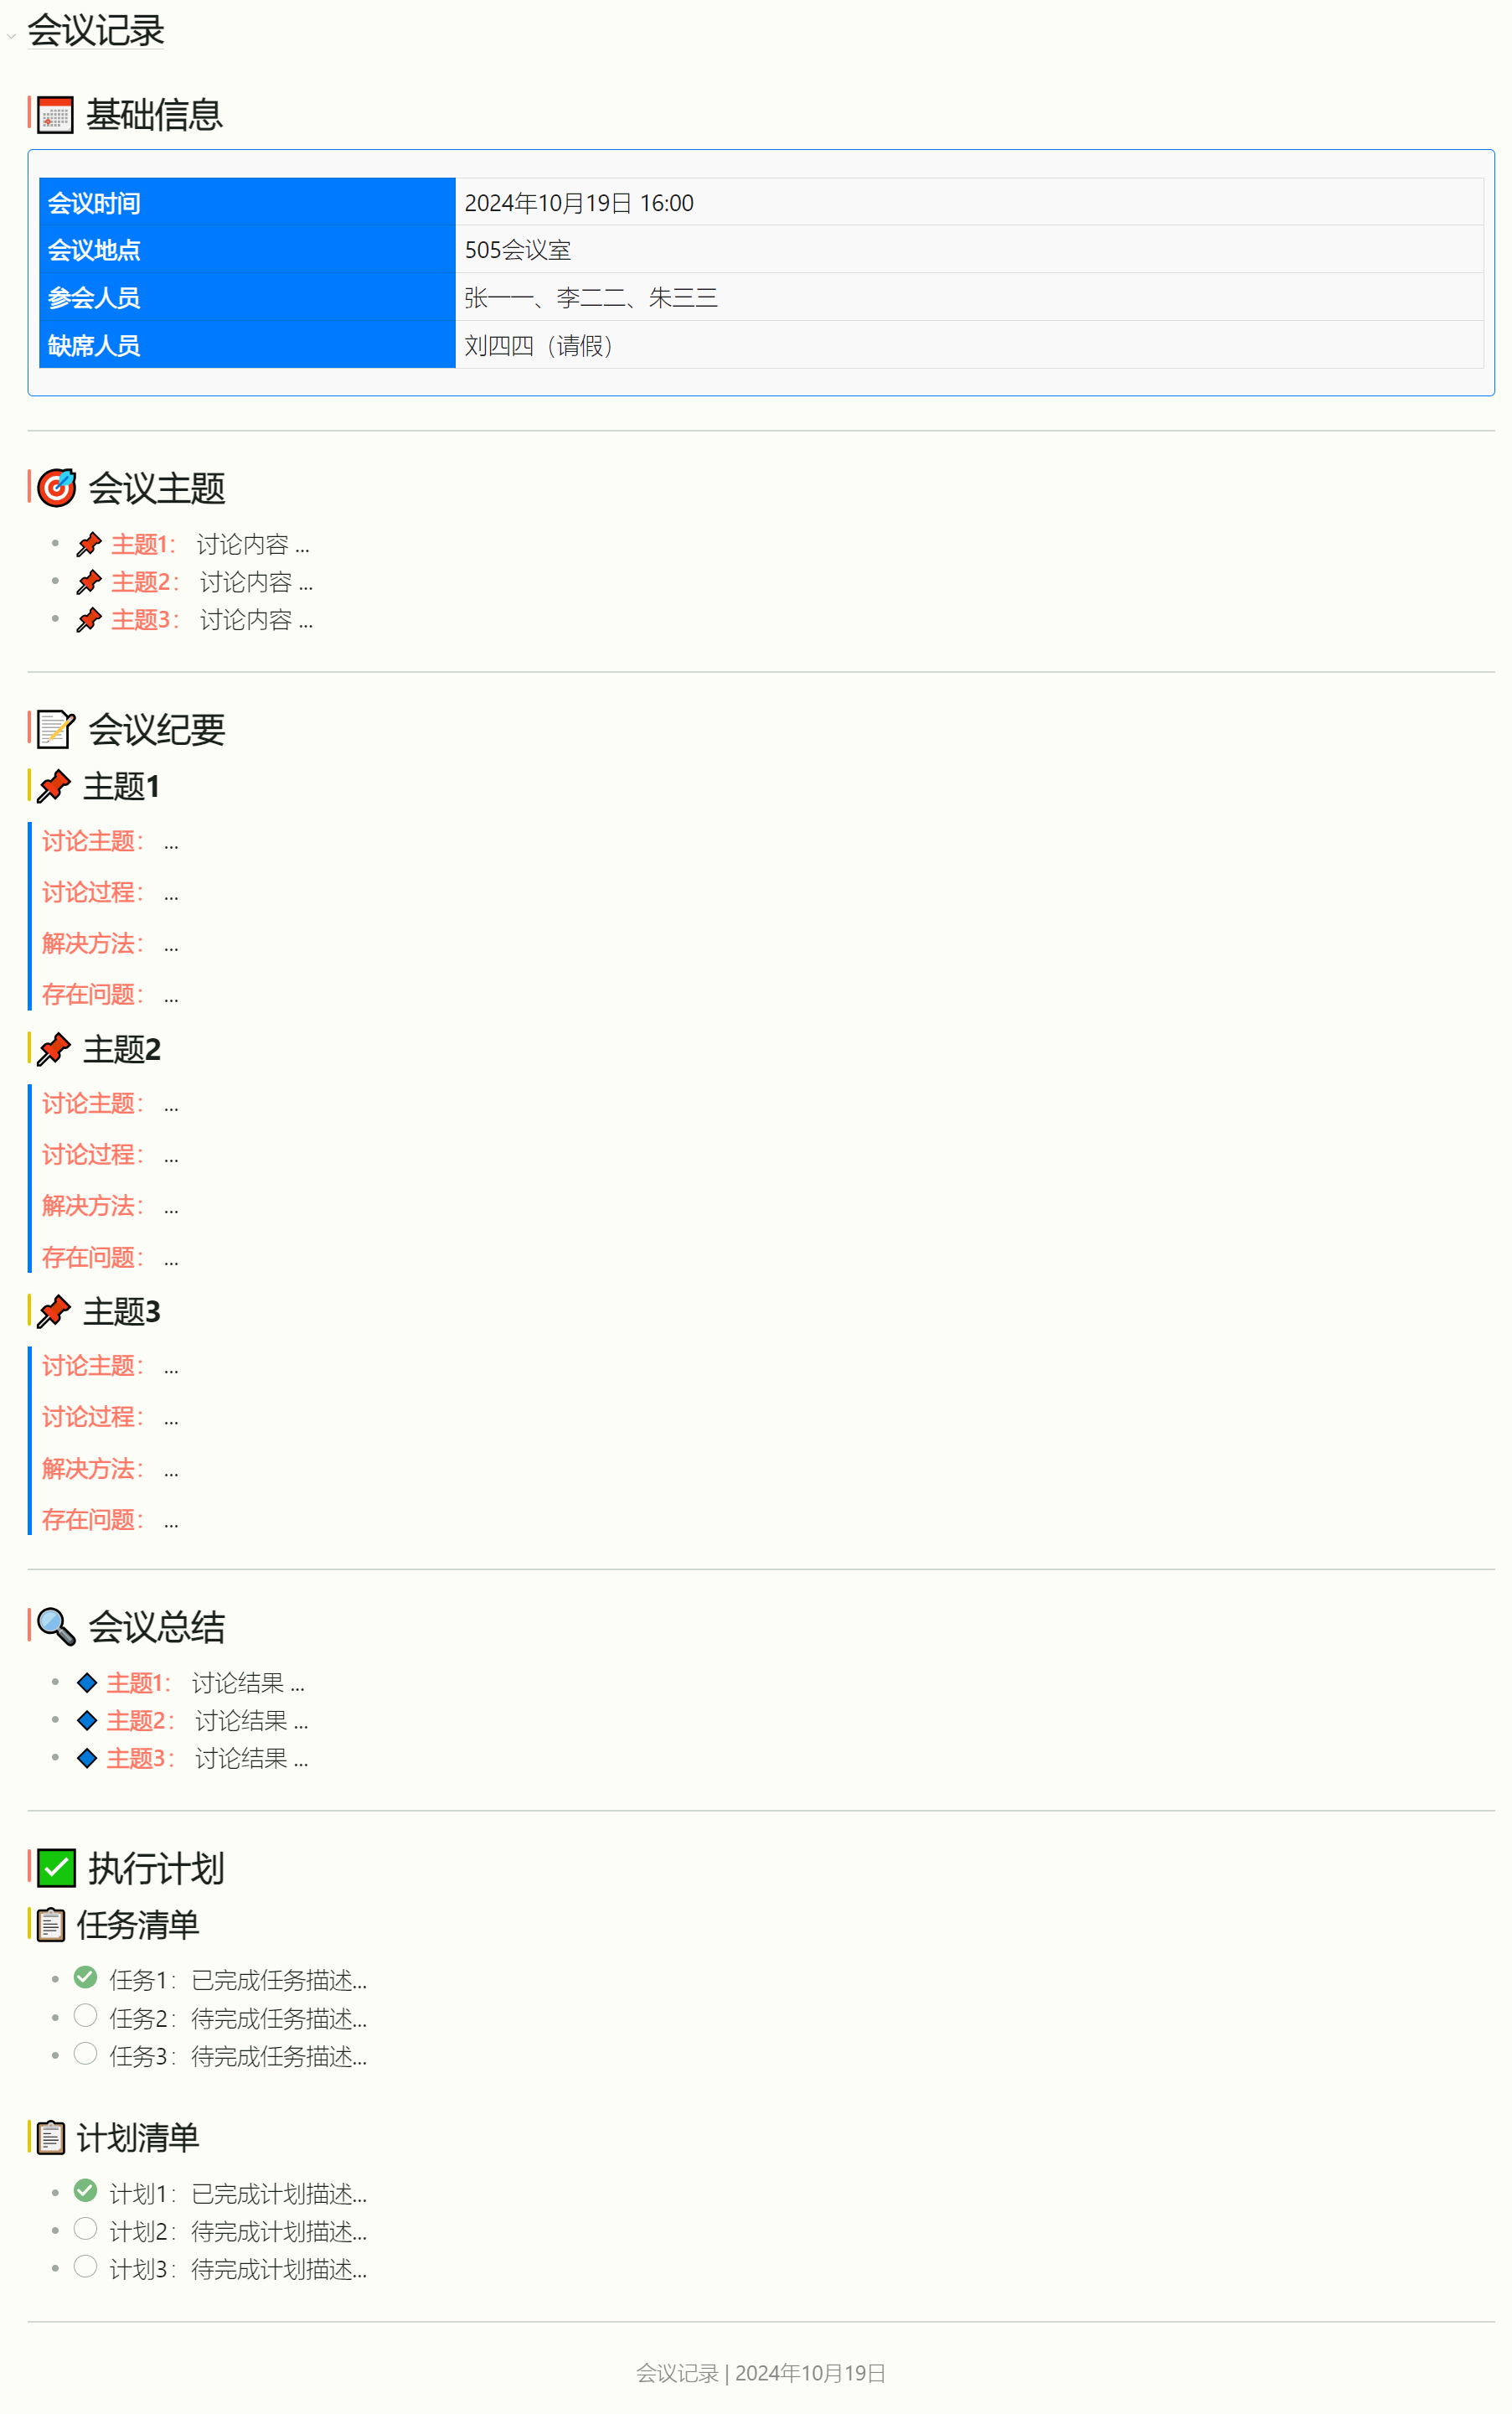 会议记录
基础信息
会议时间 2024年10月19日 16:00
会议地点 505会议室
参会人员 张一一、李二二、朱三三
缺席人员 刘四四（请假）
会议主题
主题1： 讨论内容 ...
主题2： 讨论内容 ...
主题3： 讨论内容 ...
会议纪要
主题1
讨论主题： ...
讨论过程： ...
解决方法： ...
存在问题： ...
主题2
讨论主题： ...
讨论过程： ...
解决方法： ...
存在问题： ...
主题3
讨论主题： ...
讨论过程： ...
解决方法： ...
存在问题： ...
会议总结
主题1： 讨论结果 ...
主题2： 讨论结果 ...
主题3： 讨论结果 ...
执行计划
任务清单
任务1：已完成任务描述...
任务2：待完成任务描述...
任务3：待完成任务描述...
计划清单
计划1：已完成计划描述...
计划2：待完成计划描述...
计划3：待完成计划描述...
会议记录 | 2024年10月19日